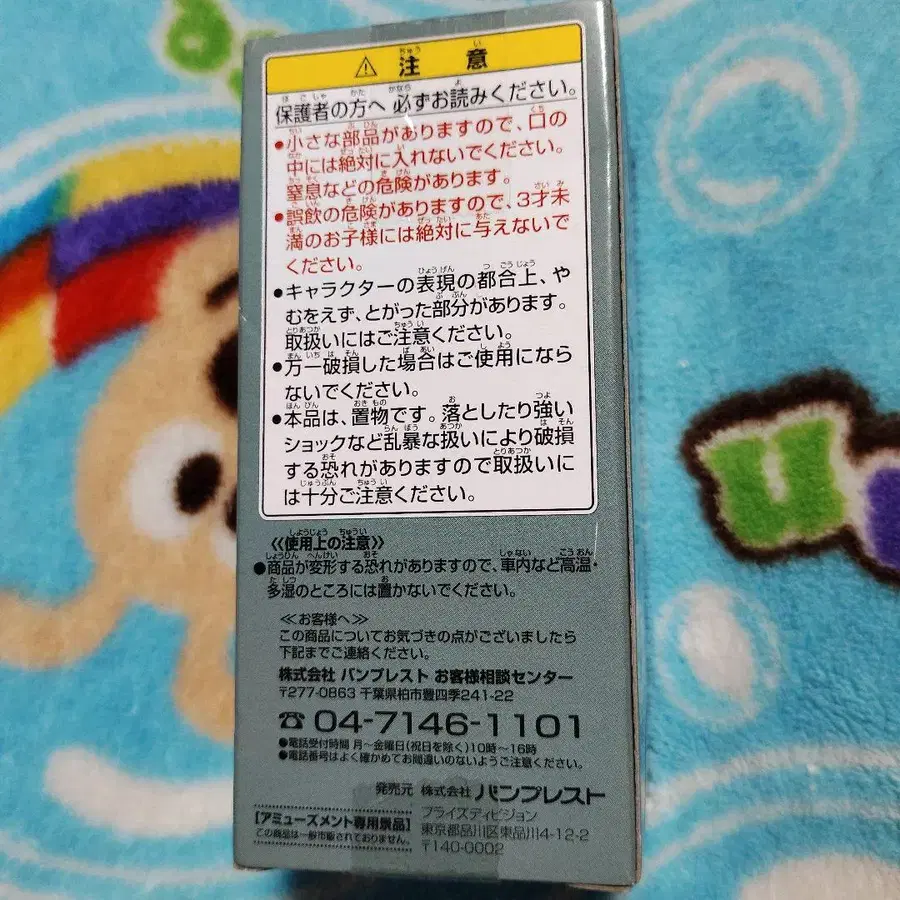 ⚠ 注意
保護者の方へ 必ずお読みください。
●小さな部品がありますので、口の
中には絶対に入れないでください。
窒息などの危険があります。
●誤飲の危険がありますので、3才未
満のお子様には絶対に与えないで
ください。
●キャラクターの表現の都合上、や
むをえず、とがった部分があります。
取扱いにはご注意ください。
●万一破損した場合はご使用になら
ないでください。
●本品は、置物です。落としたり強い
ショックなど乱暴な扱いにより破損
する恐れがありますので取扱いに
は十分ご注意ください。
≪使用上の注意≫
●商品が変形する恐れがありますので、車内など高温・
多湿のところには置かないでください。
≪お客様へ≫
この商品についてお気づきの点がございましたら
下記までご連絡ください。
株式会社 バンプレスト お客様相談センター
〒277-0863 千葉県柏市豊四季241-22
☎04-7146-1101
●電話受付時間 月〜金曜日(祝日を除く)10時〜16時
●電話番号はよく確かめてお間違いのないようご注意ください。
発売元 株式会社 バンプレスト
プライズディビジョン
東京都品川区東品川4-12-2
〒140-0002
[アミューズメント専用景品]
この商品は一般市販されておりません。